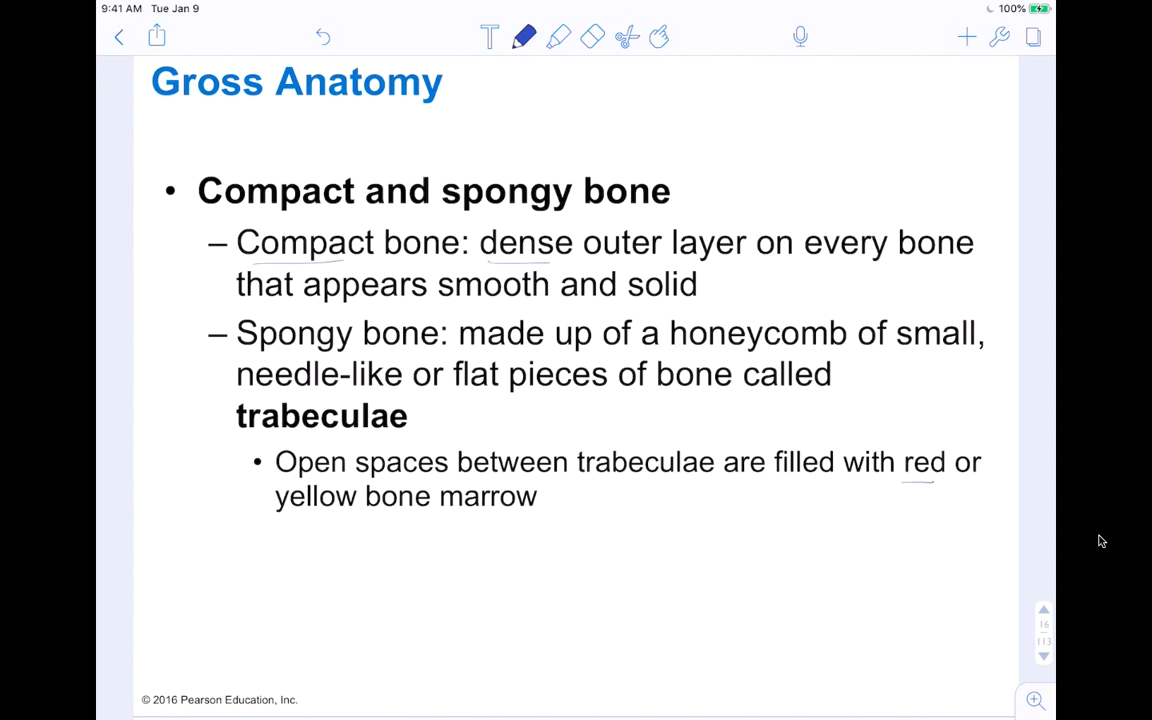 9:41 AM Tue Jan 9
100%
Gross Anatomy
• Compact and spongy bone
– Compact bone: dense outer layer on every bone
that appears smooth and solid
– Spongy bone: made up of a honeycomb of small,
needle-like or flat pieces of bone called
trabeculae
• Open spaces between trabeculae are filled with red or
yellow bone marrow
16
113
© 2016 Pearson Education, Inc.